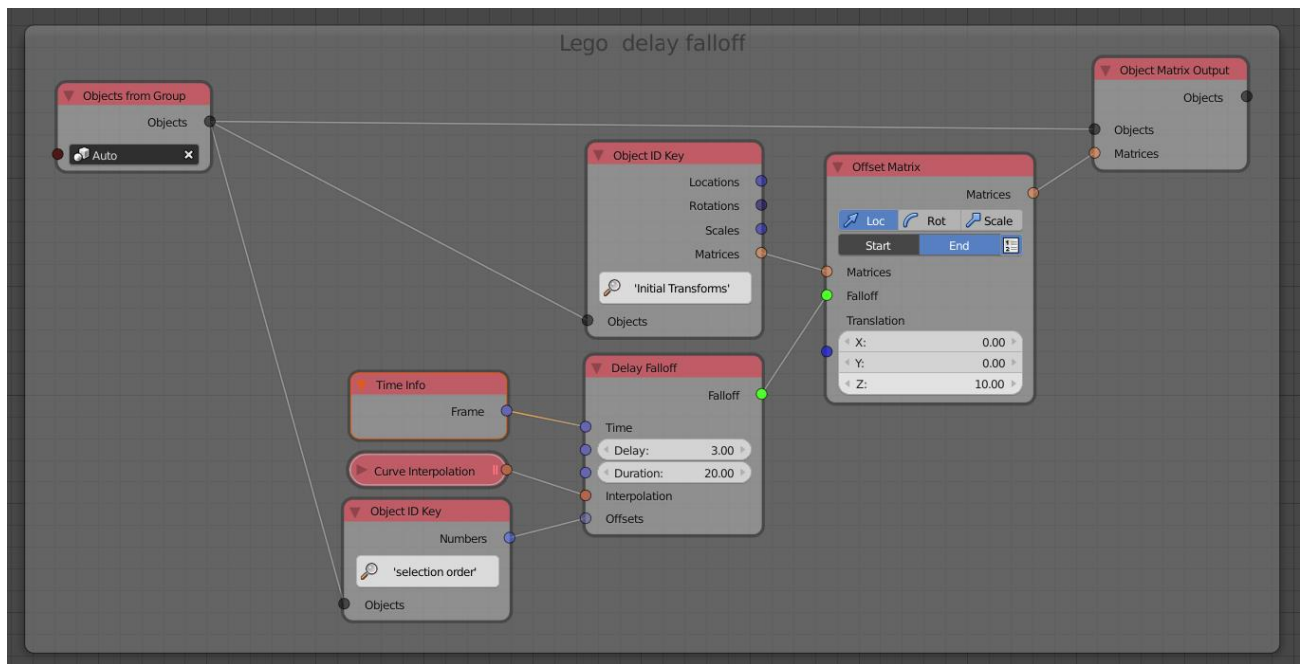 Lego delay falloff
Objects from Group
Objects
Auto
Object ID Key
Locations
Rotations
Scales
Matrices
'Initial Transforms'
Objects
Time Info
Frame
Curve Interpolation
Object ID Key
Numbers
'selection order'
Objects
Delay Falloff
Falloff
Time
Delay: 3.00
Duration: 20.00
Interpolation
Offsets
Offset Matrix
Matrices
Loc Rot Scale
Start End
Matrices
Falloff
Translation
X: 0.00
Y: 0.00
Z: 10.00
Object Matrix Output
Objects
Objects
Matrices